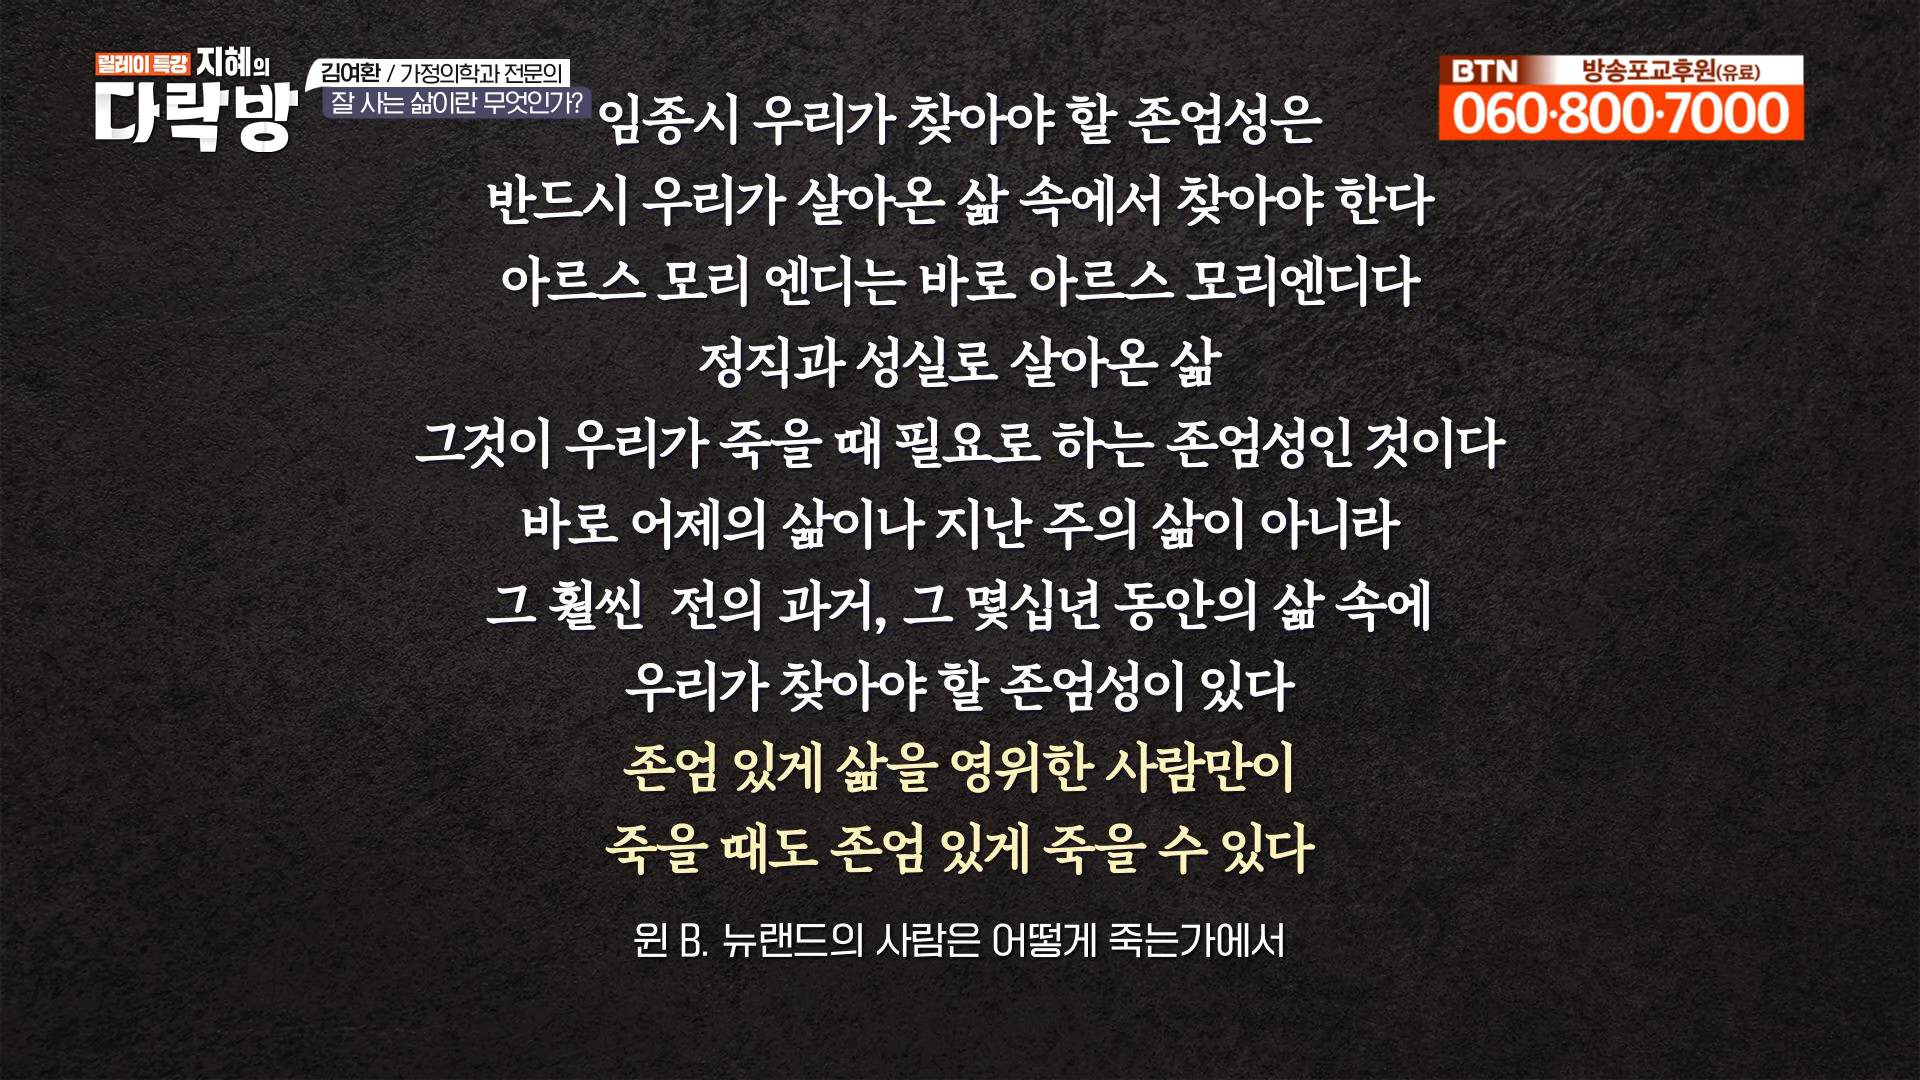 릴레이 특강 지혜의
다락방
김여환 / 가정의학과 전문의
잘 사는 삶이란 무엇인가?
BTN 방송포교후원(유료)
060·800·7000
임종시 우리가 찾아야 할 존엄성은
반드시 우리가 살아온 삶 속에서 찾아야 한다
아르스 모리 엔디는 바로 아르스 모리엔디다
정직과 성실로 살아온 삶
그것이 우리가 죽을 때 필요로 하는 존엄성인 것이다
바로 어제의 삶이나 지난 주의 삶이 아니라
그 훨씬 전의 과거, 그 몇십년 동안의 삶 속에
우리가 찾아야 할 존엄성이 있다
존엄 있게 삶을 영위한 사람만이
죽을 때도 존엄 있게 죽을 수 있다
윈 B. 뉴랜드의 사람은 어떻게 죽는가에서